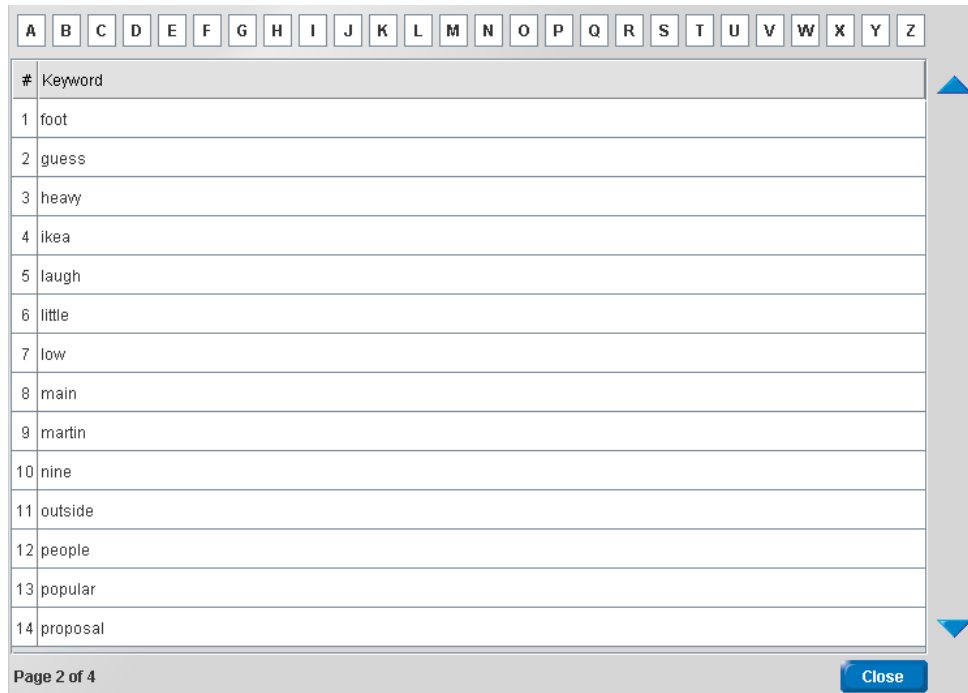 A B C D E F G H I J K L M N O P Q R S T U V W X Y Z
# Keyword
1 foot
2 guess
3 heavy
4 ikea
5 laugh
6 little
7 low
8 main
9 martin
10 nine
11 outside
12 people
13 popular
14 proposal
Page 2 of 4 Close